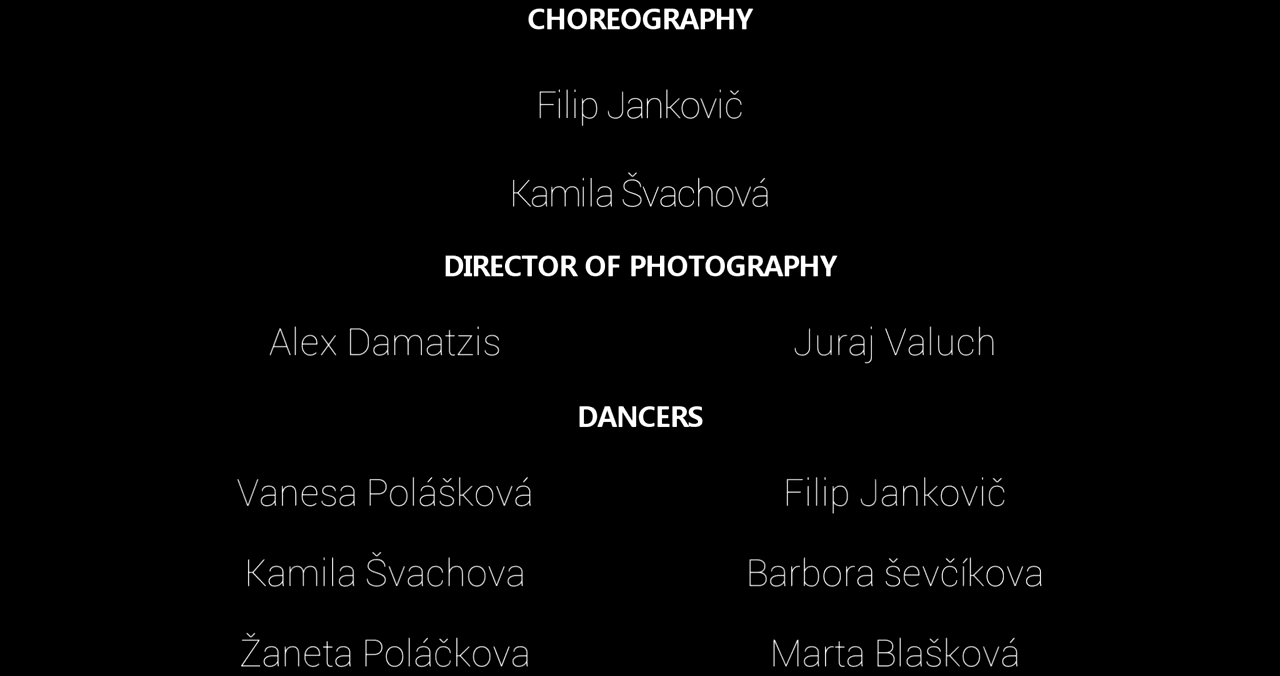 CHOREOGRAPHY
Filip Jankovič
Kamila Švachová
DIRECTOR OF PHOTOGRAPHY
Alex Damatzis Juraj Valuch
DANCERS
Vanesa Polášková Filip Jankovič
Kamila Švachova Barbora ševčíkova
Žaneta Poláčkova Marta Blašková